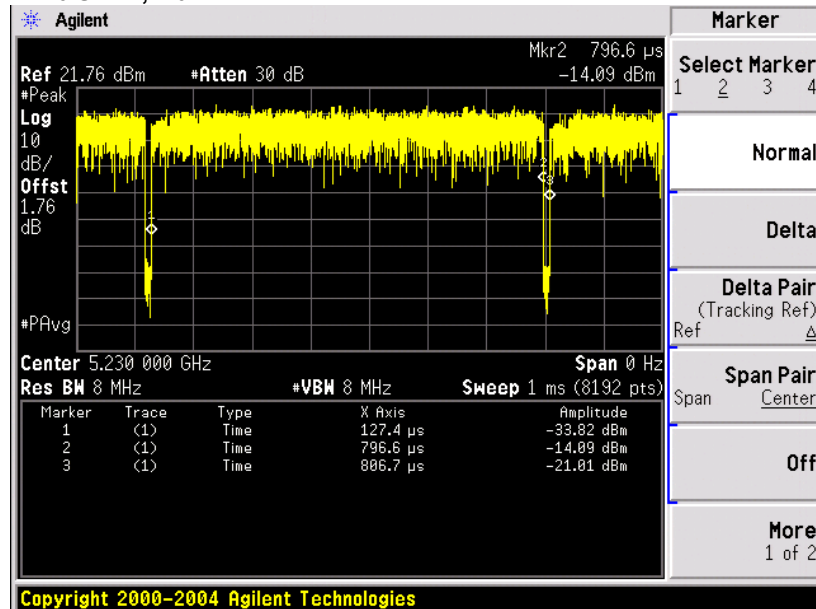 Agilent
Marker
Mkr2 796.6 µs
Ref 21.76 dBm #Atten 30 dB -14.09 dBm
#Peak
Log
10
dB/
Offst
1.76
dB
#PAvg
1
2
3
Center 5.230 000 GHz Span 0 Hz
Res BW 8 MHz #VBW 8 MHz Sweep 1 ms (8192 pts)
Marker Trace Type X Axis Amplitude
1 (1) Time 127.4 µs -33.82 dBm
2 (1) Time 796.6 µs -14.09 dBm
3 (1) Time 806.7 µs -21.01 dBm
Select Marker
1 2 3 4
Normal
Delta
Delta Pair
(Tracking Ref)
Ref Δ
Span Pair
Span Center
Off
More
1 of 2
Copyright 2000-2004 Agilent Technologies